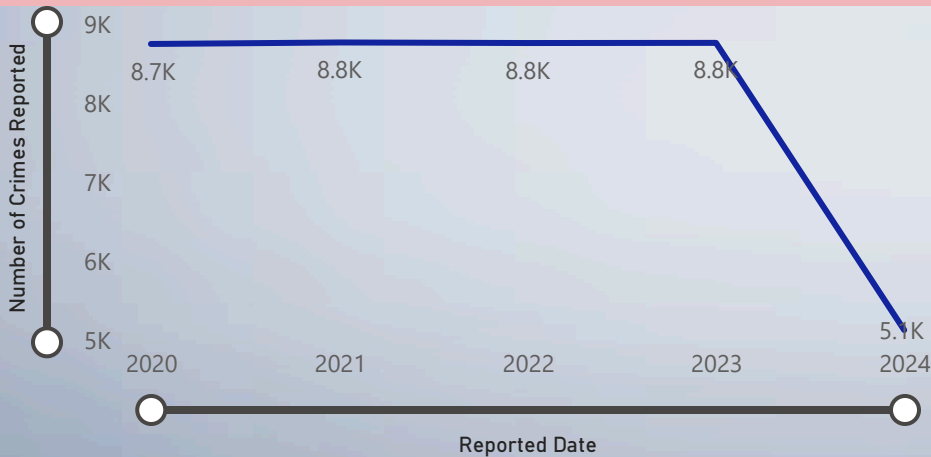 Number of Crimes Reported
9K
8K
7K
6K
5K
8.7K
8.8K
8.8K
8.8K
5.1K
2020
2021
2022
2023
2024
Reported Date